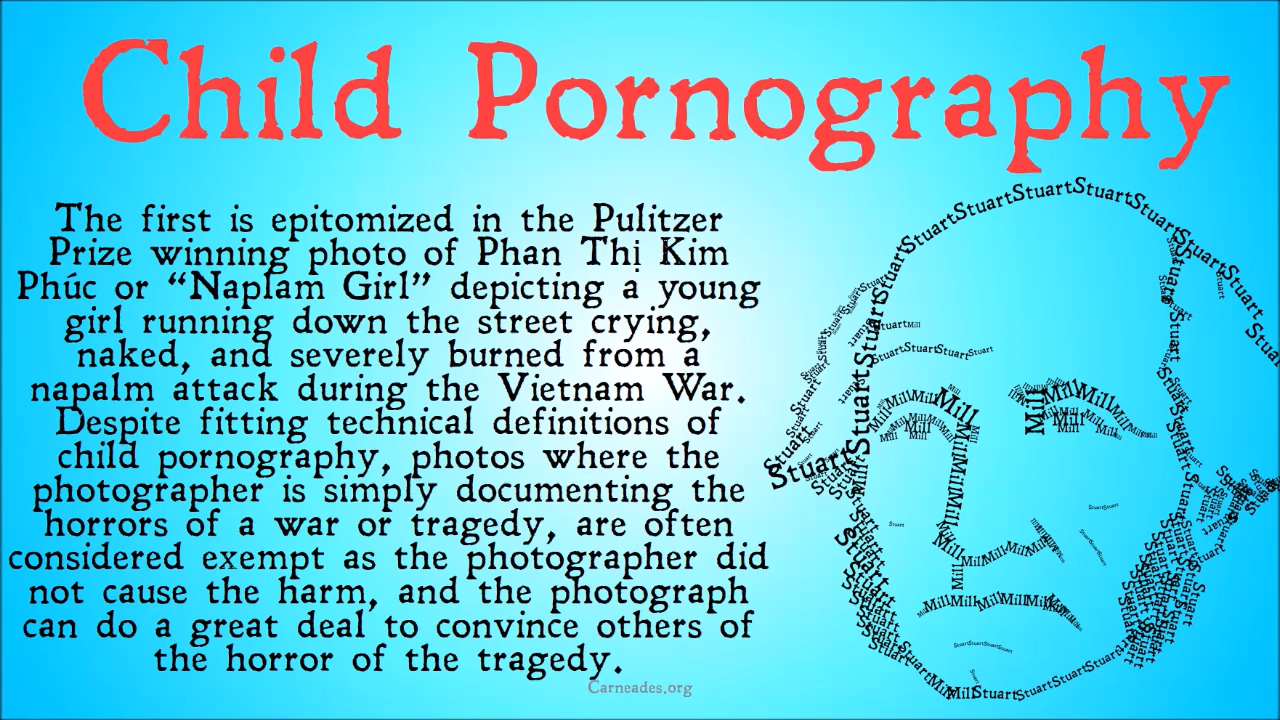 Child Pornography
The first is epitomized in the Pulitzer
Prize winning photo of Phan Thị Kim
Phúc or “Naplam Girl” depicting a young
girl running down the street crying,
naked, and severely burned from a
napalm attack during the Vietnam War.
Despite fitting technical definitions of
child pornography, photos where the
photographer is simply documenting the
horrors of a war or tragedy, are often
considered exempt as the photographer did
not cause the harm, and the photograph
can do a great deal to convince others of
the horror of the tragedy.
Carneades.org
Stuart
Mill